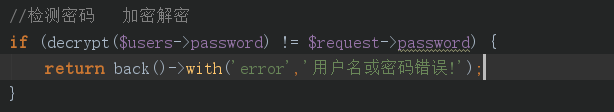 //检测密码   加密解密
if (decrypt($users->password) != $request->password) {
    return back()->with('error','用户名或密码错误!');
}